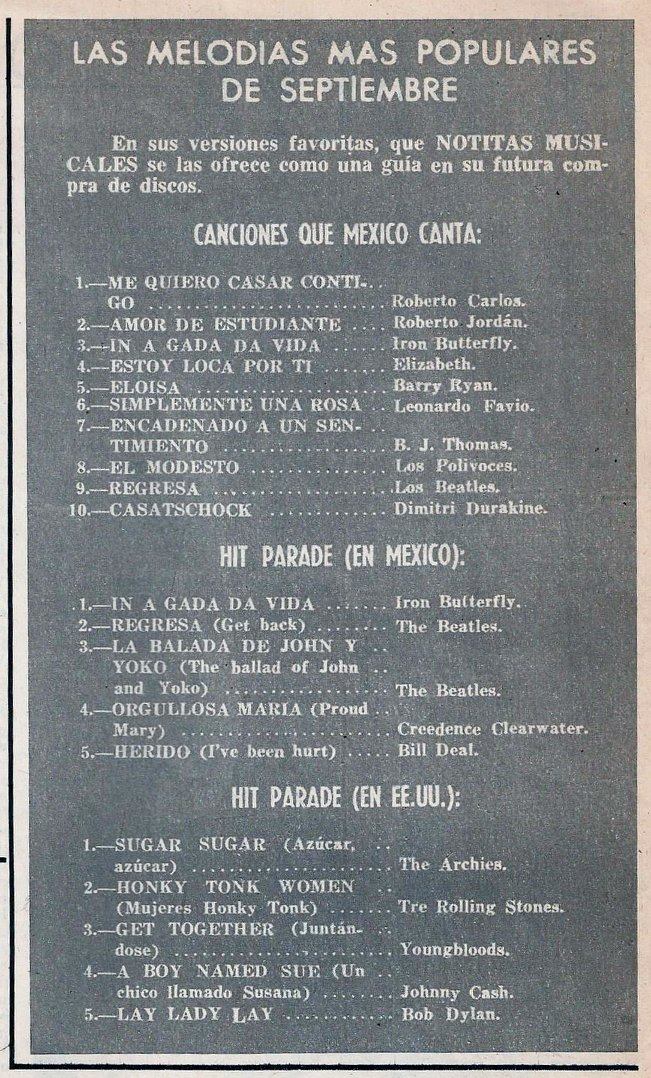 LAS MELODIAS MAS POPULARES
DE SEPTIEMBRE
En sus versiones favoritas, que NOTITAS MUSI-
CALES se las ofrece como una guía en su futura com-
pra de discos.
CANCIONES QUE MEXICO CANTA:
1.—ME QUIERO CASAR CONTI-..
GO .......................... Roberto Carlos.
2.—AMOR DE ESTUDIANTE .... Roberto Jordán.
3.—IN A GADA DA VIDA ...... Iron Butterfly.
4.—ESTOY LOCA POR TI ....... Elizabeth.
5.—ELOISA ................... Barry Ryan.
6.—SIMPLEMENTE UNA ROSA .. Leonardo Favio.
7.—ENCADENADO A UN SEN- ..
TIMIENTO ................. B. J. Thomas.
8.—EL MODESTO ............. Los Polivoces.
9.—REGRESA .................Los Beatles.
10.—CASATSCHOCK ........... Dimitri Durakine.
HIT PARADE (EN MEXICO):
1.—IN A GADA DA VIDA ....... Iron Butterfly.
2.—REGRESA (Get back) ........ The Beatles.
3.—LA BALADA DE JOHN Y ..
YOKO (The ballad of John ..
and Yoko) ................. The Beatles.
4.—ORGULLOSA MARIA (Proud ..
Mary) ..................... Creedence Clearwater.
5.—HERIDO (I've been hurt) ..... Bill Deal.
HIT PARADE (EN EE.UU.):
1.—SUGAR SUGAR (Azúcar, ..
azúcar) ..................... The Archies.
2.—HONKY TONK WOMEN ..
(Mujeres Honky Tonk) ....... Tre Rolling Stones.
3.—GET TOGETHER (Juntán- ..
dose) ....................... Youngbloods.
4.—A BOY NAMED SUE (Un ..
chico llamado Susana) ........ Johnny Cash.
5.—LAY LADY LAY ........... Bob Dylan.